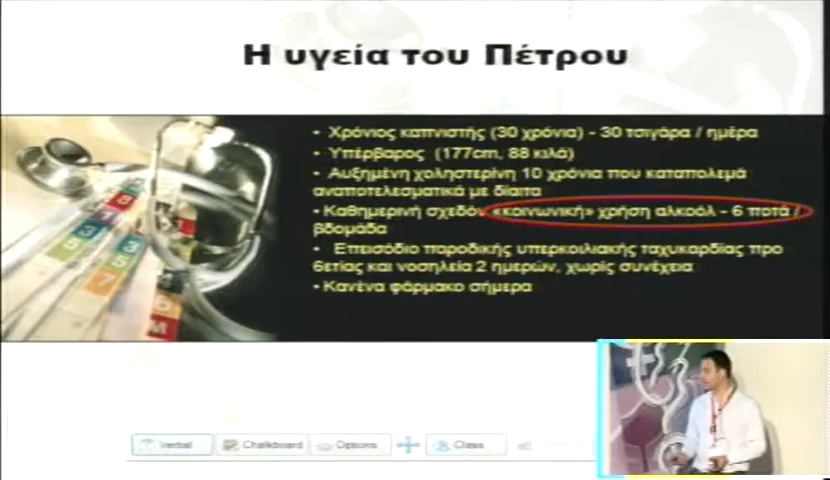 Η υγεία του Πέτρου
• Χρόνιος καπνιστής (30 χρόνια) - 30 τσιγάρα / ημέρα
• Υπέρβαρος (177cm, 88 κιλά)
• Αυξημένη χοληστερίνη 10 χρόνια που καταπολεμά
αναποτελεσματικά με δίαιτα
• Καθημερινή σχεδόν «κοινωνική» χρήση αλκοόλ - 6 ποτά /
βδομάδα
• Επεισόδιο παροδικής υπερκοιλιακής ταχυκαρδίας προ
6ετίας και νοσηλεία 2 ημερών, χωρίς συνέχεια
• Κανένα φάρμακο σήμερα
Verbal Chalkboard Options Class